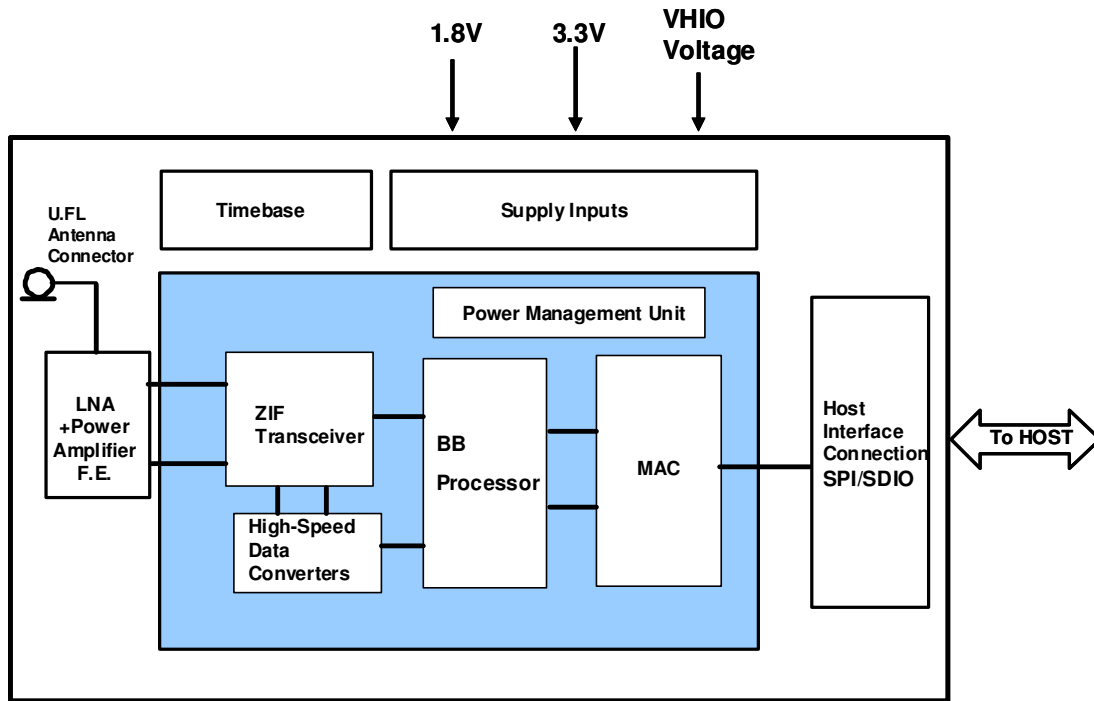 1.8V
3.3V
VHIO
Voltage
Timebase
Supply Inputs
U.FL
Antenna
Connector
Power Management Unit
LNA
+Power
Amplifier
F.E.
ZIF
Transceiver
BB
Processor
MAC
High-Speed
Data
Converters
Host
Interface
Connection
SPI/SDIO
To HOST